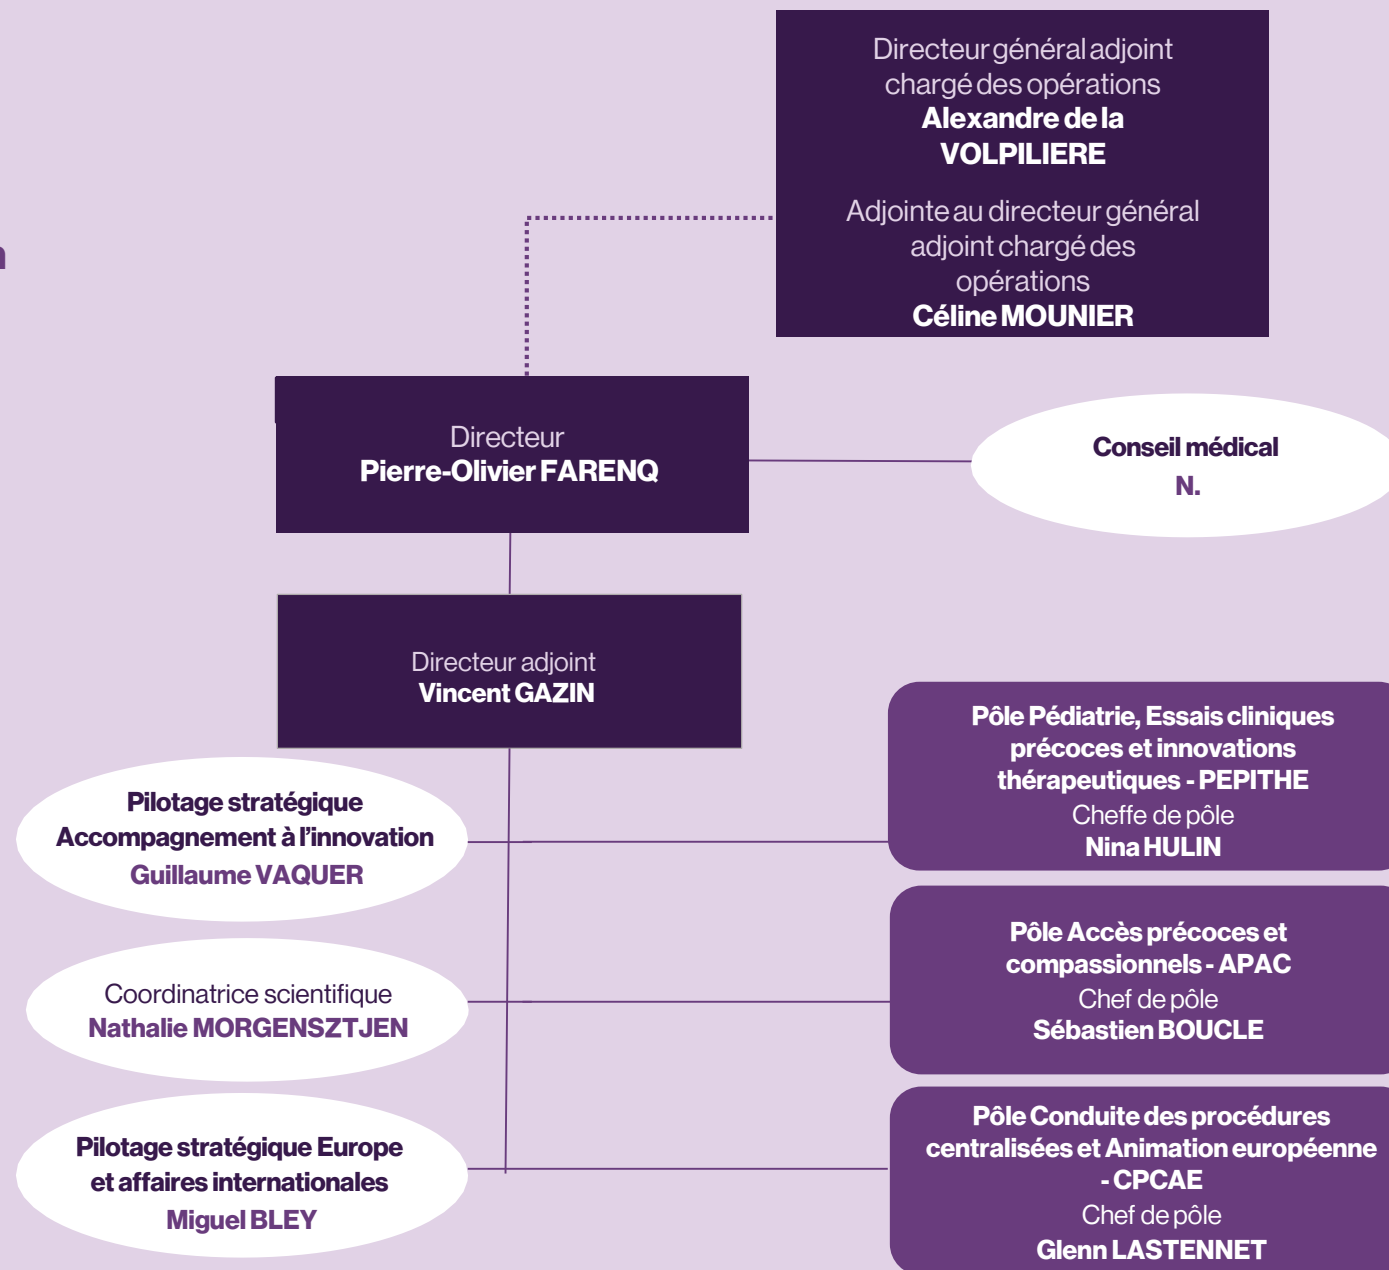 Directeur général adjoint
chargé des opérations
Alexandre de la
VOLPILIERE
Adjointe au directeur général
adjoint chargé des
opérations
Céline MOUNIER
Directeur
Pierre-Olivier FARENQ
Conseil médical
N.
Directeur adjoint
Vincent GAZIN
Pilotage stratégique
Accompagnement à l’innovation
Guillaume VAQUER
Pôle Pédiatrie, Essais cliniques
précoces et innovations
thérapeutiques - PEPITHE
Cheffe de pôle
Nina HULIN
Coordinatrice scientifique
Nathalie MORGENSZTJEN
Pôle Accès précoces et
compassionnels - APAC
Chef de pôle
Sébastien BOUCLE
Pilotage stratégique Europe
et affaires internationales
Miguel BLEY
Pôle Conduite des procédures
centralisées et Animation européenne
- CPCAE
Chef de pôle
Glenn LASTENNET